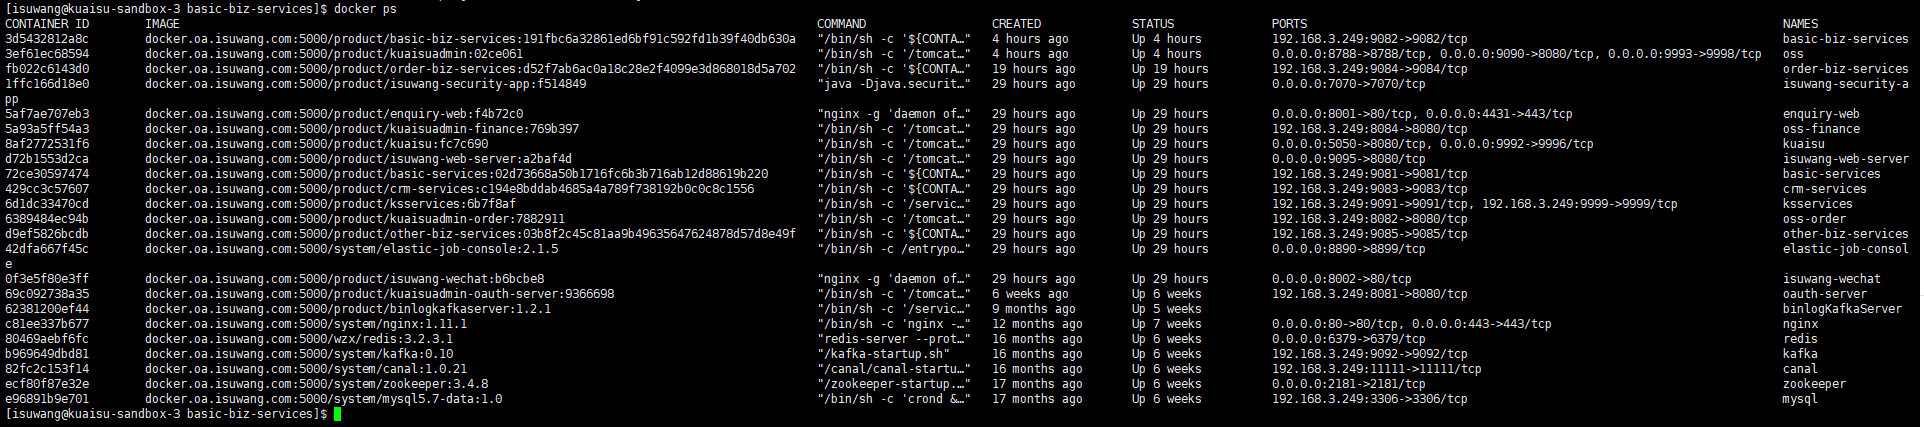 [isuwang@kuaisu-sandbox-3 basic-biz-services]$ docker ps
CONTAINER ID IMAGE COMMAND CREATED STATUS PORTS NAMES
3d5432812a8c docker.oa.isuwang.com:5000/product/basic-biz-services:191fbc6a32861ed6bf91c592fd1b39f40db630a "/bin/sh -c '${CONTA…" 4 hours ago Up 4 hours 192.168.3.249:9082->9082/tcp basic-biz-services
3ef61ec68594 docker.oa.isuwang.com:5000/product/kuaisuadmin:02ce061 "/bin/sh -c '/tomcat…" 4 hours ago Up 4 hours 0.0.0.0:8788->8788/tcp, 0.0.0.0:9090->8080/tcp, 0.0.0.0:9993->9998/tcp oss
fb022c6143d0 docker.oa.isuwang.com:5000/product/order-biz-services:d52f7ab6ac0a18c28e2f4099e3d868018d5a702 "/bin/sh -c '${CONTA…" 19 hours ago Up 19 hours 192.168.3.249:9084->9084/tcp order-biz-services
1ffc166d18e0 docker.oa.isuwang.com:5000/product/isuwang-security-app:f514849 "java -Djava.securit…" 29 hours ago Up 29 hours 0.0.0.0:7070->7070/tcp isuwang-security-a
pp
5af7ae707eb3 docker.oa.isuwang.com:5000/product/enquiry-web:f4b72c0 "nginx -g 'daemon of…" 29 hours ago Up 29 hours 0.0.0.0:8001->80/tcp, 0.0.0.0:4431->443/tcp enquiry-web
5a93a5ff54a3 docker.oa.isuwang.com:5000/product/kuaisuadmin-finance:769b397 "/bin/sh -c '/tomcat…" 29 hours ago Up 29 hours 192.168.3.249:8084->8080/tcp oss-finance
8af2772531f6 docker.oa.isuwang.com:5000/product/kuaisu:fc7c690 "/bin/sh -c '/tomcat…" 29 hours ago Up 29 hours 0.0.0.0:5050->8080/tcp, 0.0.0.0:9992->9996/tcp kuaisu
d72b1553d2ca docker.oa.isuwang.com:5000/product/isuwang-web-server:a2baf4d "/bin/sh -c '/tomcat…" 29 hours ago Up 29 hours 0.0.0.0:9095->8080/tcp isuwang-web-server
72ce30597474 docker.oa.isuwang.com:5000/product/basic-services:02d73668a50b1716fc6b3b716ab12d88619b220 "/bin/sh -c '${CONTA…" 29 hours ago Up 29 hours 192.168.3.249:9081->9081/tcp basic-services
429cc3c57607 docker.oa.isuwang.com:5000/product/crm-services:c194e8bddab4685a4a789f738192b0c0c8c1556 "/bin/sh -c '${CONTA…" 29 hours ago Up 29 hours 192.168.3.249:9083->9083/tcp crm-services
6d1dc33470cd docker.oa.isuwang.com:5000/product/ksservices:6b7f8af "/bin/sh -c '/servic…" 29 hours ago Up 29 hours 192.168.3.249:9091->9091/tcp, 192.168.3.249:9999->9999/tcp ksservices
6389484ec94b docker.oa.isuwang.com:5000/product/kuaisuadmin-order:7882911 "/bin/sh -c '/tomcat…" 29 hours ago Up 29 hours 192.168.3.249:8082->8080/tcp oss-order
d9ef5826bcdb docker.oa.isuwang.com:5000/product/other-biz-services:03b8f2c45c81aa9b49635647624878d57d8e49f "/bin/sh -c '${CONTA…" 29 hours ago Up 29 hours 192.168.3.249:9085->9085/tcp other-biz-services
42dfa667f45c docker.oa.isuwang.com:5000/system/elastic-job-console:2.1.5 "/bin/sh -c /entrypo…" 29 hours ago Up 29 hours 0.0.0.0:8890->8899/tcp elastic-job-consol
e
0f3e5f80e3ff docker.oa.isuwang.com:5000/product/isuwang-wechat:b6bcbe8 "nginx -g 'daemon of…" 29 hours ago Up 29 hours 0.0.0.0:8002->80/tcp isuwang-wechat
69c092738a35 docker.oa.isuwang.com:5000/product/kuaisuadmin-oauth-server:9366698 "/bin/sh -c '/tomcat…" 6 weeks ago Up 6 weeks 192.168.3.249:8081->8080/tcp oauth-server
62381200ef44 docker.oa.isuwang.com:5000/product/binlogkafkaserver:1.2.1 "/bin/sh -c '/servic…" 9 months ago Up 5 weeks binlogKafkaServer
c81ee337b677 docker.oa.isuwang.com:5000/system/nginx:1.11.1 "/bin/sh -c 'nginx -…" 12 months ago Up 7 weeks 0.0.0.0:80->80/tcp, 0.0.0.0:443->443/tcp nginx
80469aebf6fc docker.oa.isuwang.com:5000/wzx/redis:3.2.3.1 "redis-server --prot…" 16 months ago Up 6 weeks 0.0.0.0:6379->6379/tcp redis
b969649dbd81 docker.oa.isuwang.com:5000/system/kafka:0.10 "/kafka-startup.sh" 16 months ago Up 6 weeks 192.168.3.249:9092->9092/tcp kafka
82fc2c153f14 docker.oa.isuwang.com:5000/system/canal:1.0.21 "/canal/canal-startu…" 16 months ago Up 6 weeks 192.168.3.249:11111->11111/tcp canal
ecf80f87e32e docker.oa.isuwang.com:5000/system/zookeeper:3.4.8 "/zookeeper-startup.…" 17 months ago Up 6 weeks 0.0.0.0:2181->2181/tcp zookeeper
e96891b9e701 docker.oa.isuwang.com:5000/system/mysql5.7-data:1.0 "/bin/sh -c 'crond &…" 17 months ago Up 6 weeks 192.168.3.249:3306->3306/tcp mysql
[isuwang@kuaisu-sandbox-3 basic-biz-services]$